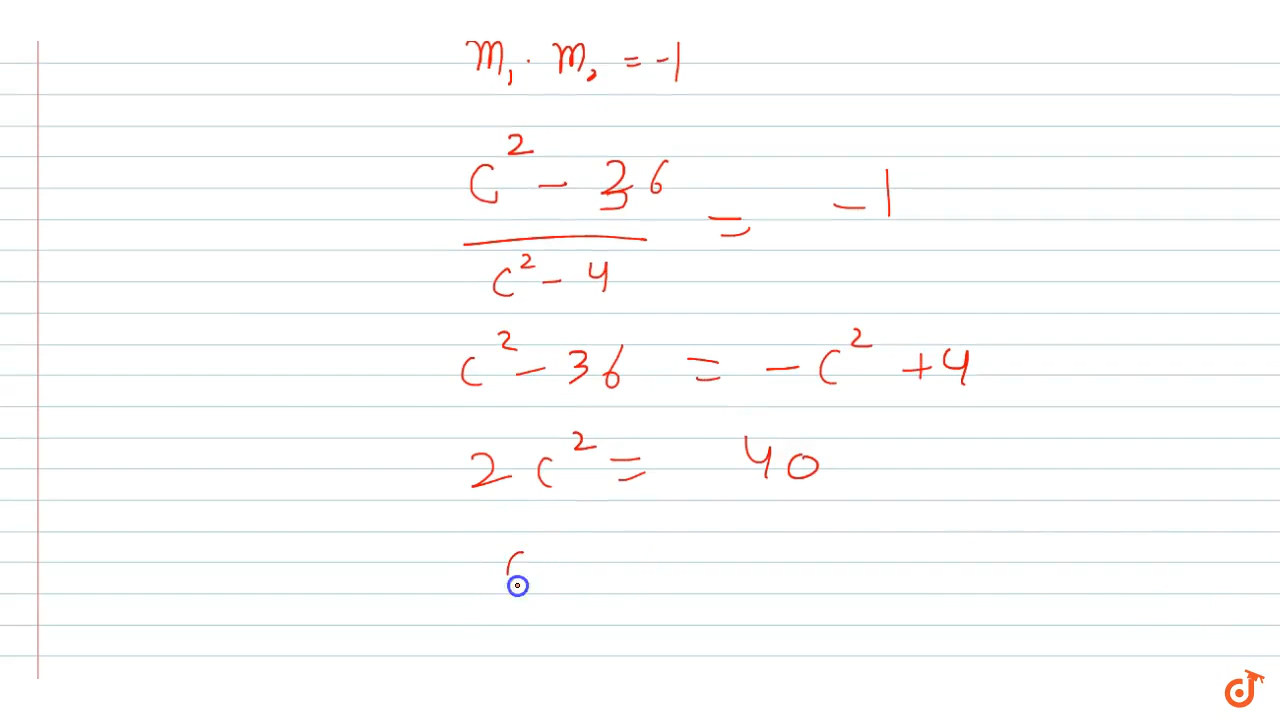 m₁ · m₂ = -1
c² - 36
c² - 4
= -1
c² - 36 = -c² + 4
2c² = 40